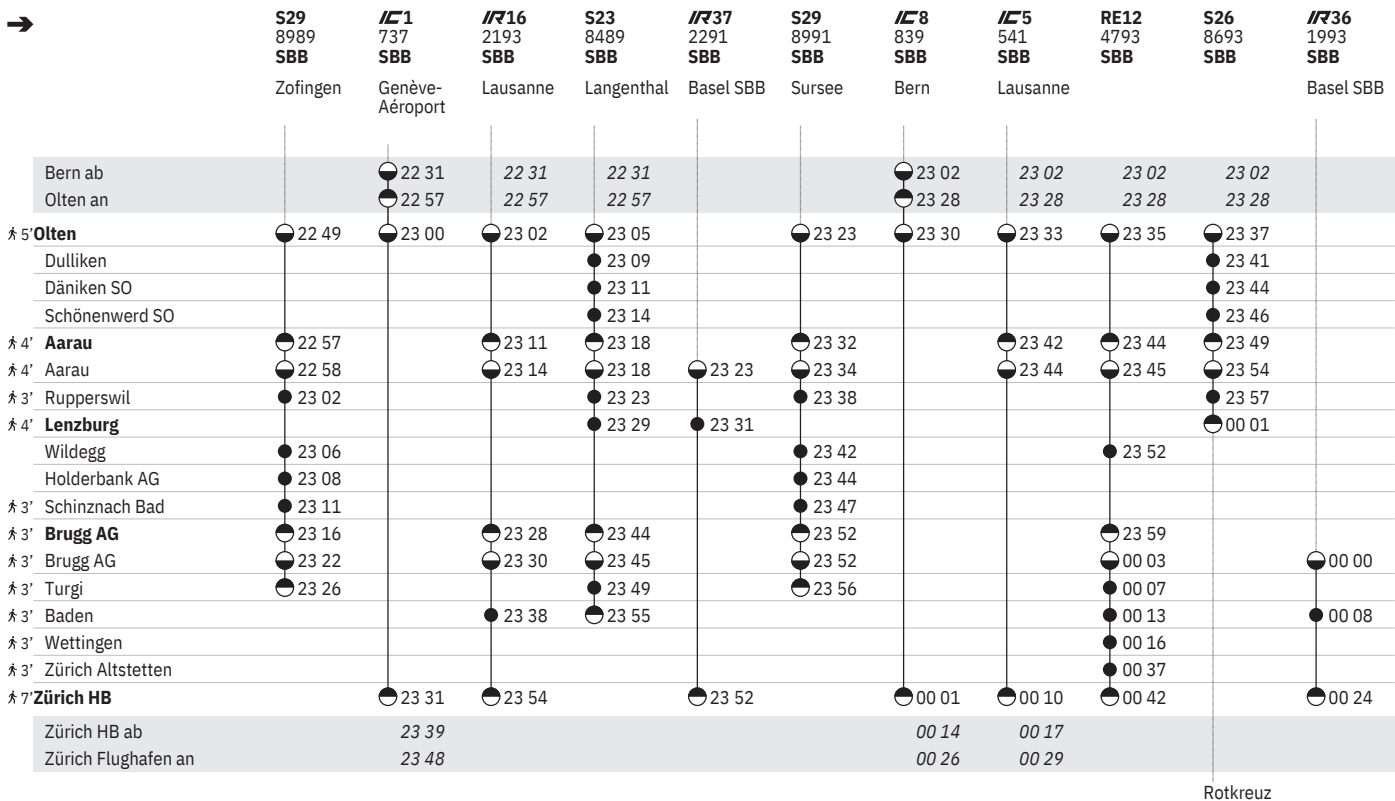 ➔ S29 IC1 IR16 S23 IR37 S29 IC8 IC5 RE12 S26 IR36
8989 737 2193 8489 2291 8991 839 541 4793 8693 1993
SBB SBB SBB SBB SBB SBB SBB SBB SBB SBB SBB
Zofingen Genève- Lausanne Langenthal Basel SBB Sursee Bern Lausanne Basel SBB
Aéroport
Bern ab 22 31 22 31 22 31 23 02 23 02 23 02 23 02
Olten an 22 57 22 57 22 57 23 28 23 28 23 28 23 28
5’ Olten 22 49 23 00 23 02 23 05 23 23 23 30 23 33 23 35 23 37
Dulliken 23 09 23 41
Däniken SO 23 11 23 44
Schönenwerd SO 23 14 23 46
4’ Aarau 22 57 23 11 23 18 23 32 23 42 23 44 23 49
4’ Aarau 22 58 23 14 23 18 23 23 23 34 23 44 23 45 23 54
3’ Rupperswil 23 02 23 23 23 38 23 57
4’ Lenzburg 23 29 23 31 00 01
Wildegg 23 06 23 42 23 52
Holderbank AG 23 08 23 44
3’ Schinznach Bad 23 11 23 47
3’ Brugg AG 23 16 23 28 23 44 23 52 23 59
3’ Brugg AG 23 22 23 30 23 45 23 52 00 03 00 00
3’ Turgi 23 26 23 49 23 56 00 07
3’ Baden 23 38 23 55 00 13 00 08
3’ Wettingen 00 16
3’ Zürich Altstetten 00 37
7’ Zürich HB 23 31 23 54 23 52 00 01 00 10 00 42 00 24
Zürich HB ab 23 39 00 14 00 17
Zürich Flughafen an 23 48 00 26 00 29
Rotkreuz